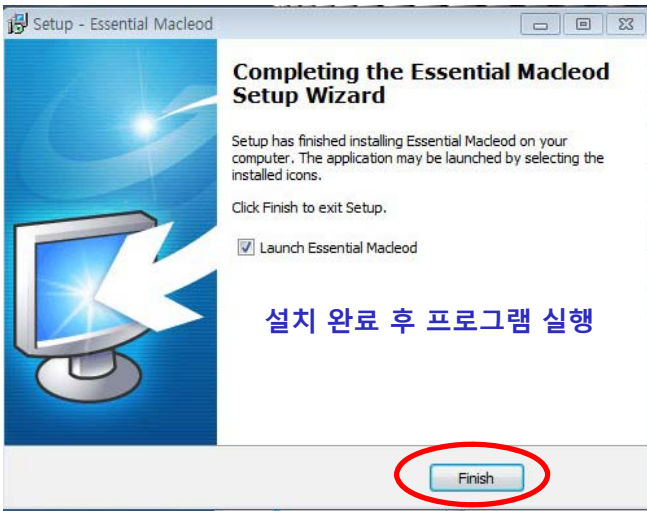 Setup - Essential Macleod
Completing the Essential Macleod
Setup Wizard
Setup has finished installing Essential Macleod on your
computer. The application may be launched by selecting the
installed icons.
Click Finish to exit Setup.
Launch Essential Macleod
설치 완료 후 프로그램 실행
Finish